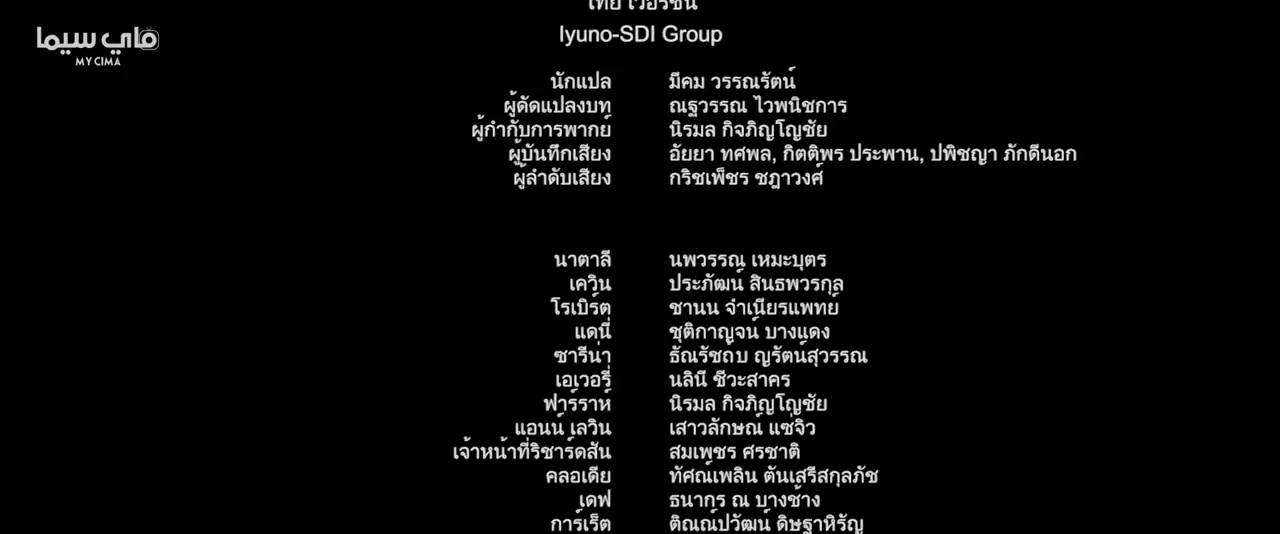 ไทย เวอร์ชั่น
Iyuno-SDI Group
ماي سيما
MY CIMA
นักแปล มีคม วรรณรัตน์
ผู้ดัดแปลงบท ณฐวรรณ ไวพนิชการ
ผู้กำกับการพากย์ นิรมล กิจภิญโญชัย
ผู้บันทึกเสียง อัยยา ทศพล, กิตติพร ประพาน, ปพิชญา ภักดีนอก
ผู้ลำดับเสียง กริชเพ็ชร ชฎาวงศ์
นาตาลี นพวรรณ เหมะบุตร
เควิน ประภัฒน์ สินธพวรกุล
โรเบิร์ต ชานน จำเนียรแพทย์
แดนี่ ชุติกาญจน์ บางแดง
ซารีน่า ธัณรัชถ์บ ญรัตน์สุวรรณ
เอเวอรี่ นลินี ชีวะสาคร
ฟาร์ราห์ นิรมล กิจภิญโญชัย
แอนน์ เลวิน เสาวลักษณ์ แซ่จิว
เจ้าหน้าที่ริชาร์ดสัน สมเพชร ศรชาติ
คลอเดีย ทัศณ์เพลิน ตันเสรีสกุลภัช
เดฟ ธนากร ณ บางช้าง
การ์เร็ต ติณณ์ปวัฒน์ ดิษฐาหิรัญ